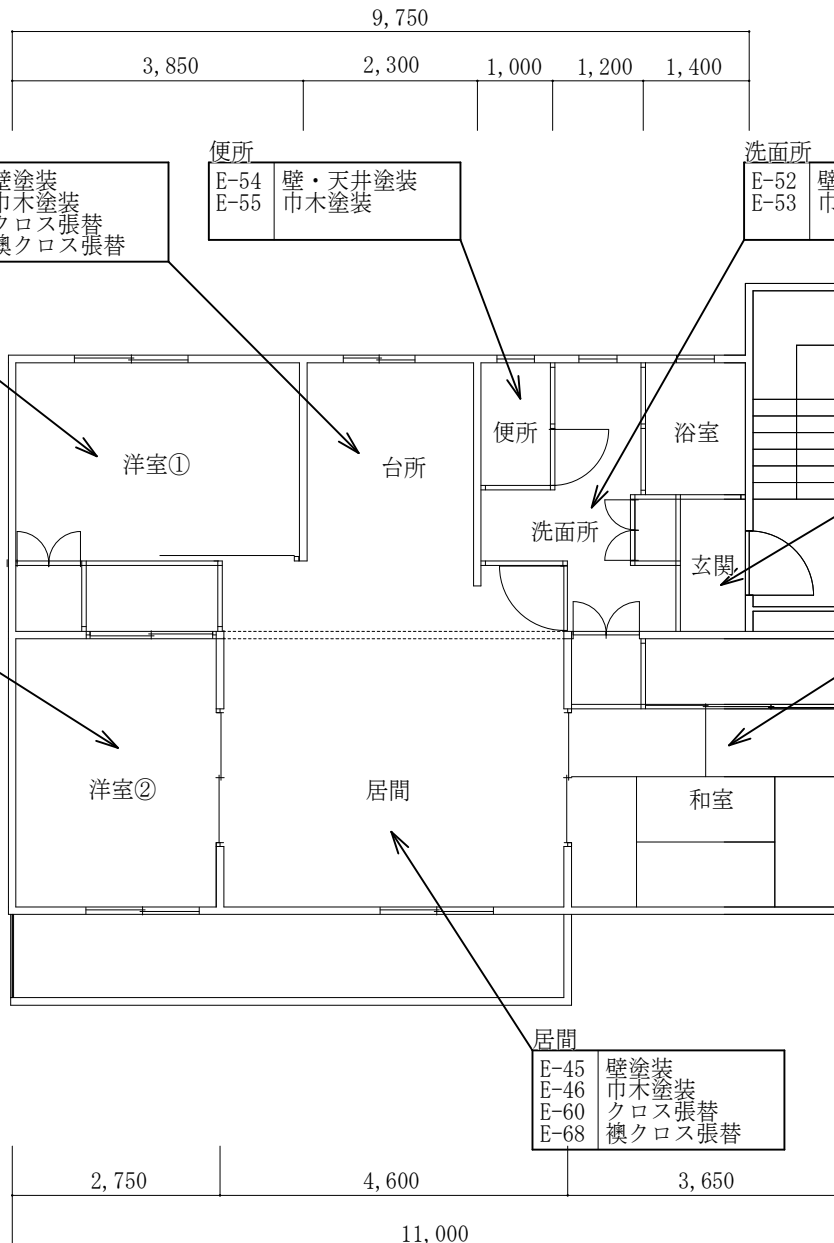 9,750
3,850 2,300 1,000 1,200 1,400
壁塗装
巾木塗装
クロス張替
襖クロス張替
便所
E-54 壁・天井塗装
E-55 巾木塗装
洗面所
E-52 壁
E-53 巾
洋室①
台所
便所
浴室
洗面所
玄関
洋室②
居間
和室
居間
E-45 壁塗装
E-46 巾木塗装
E-60 クロス張替
E-68 襖クロス張替
2,750 4,600 3,650
11,000